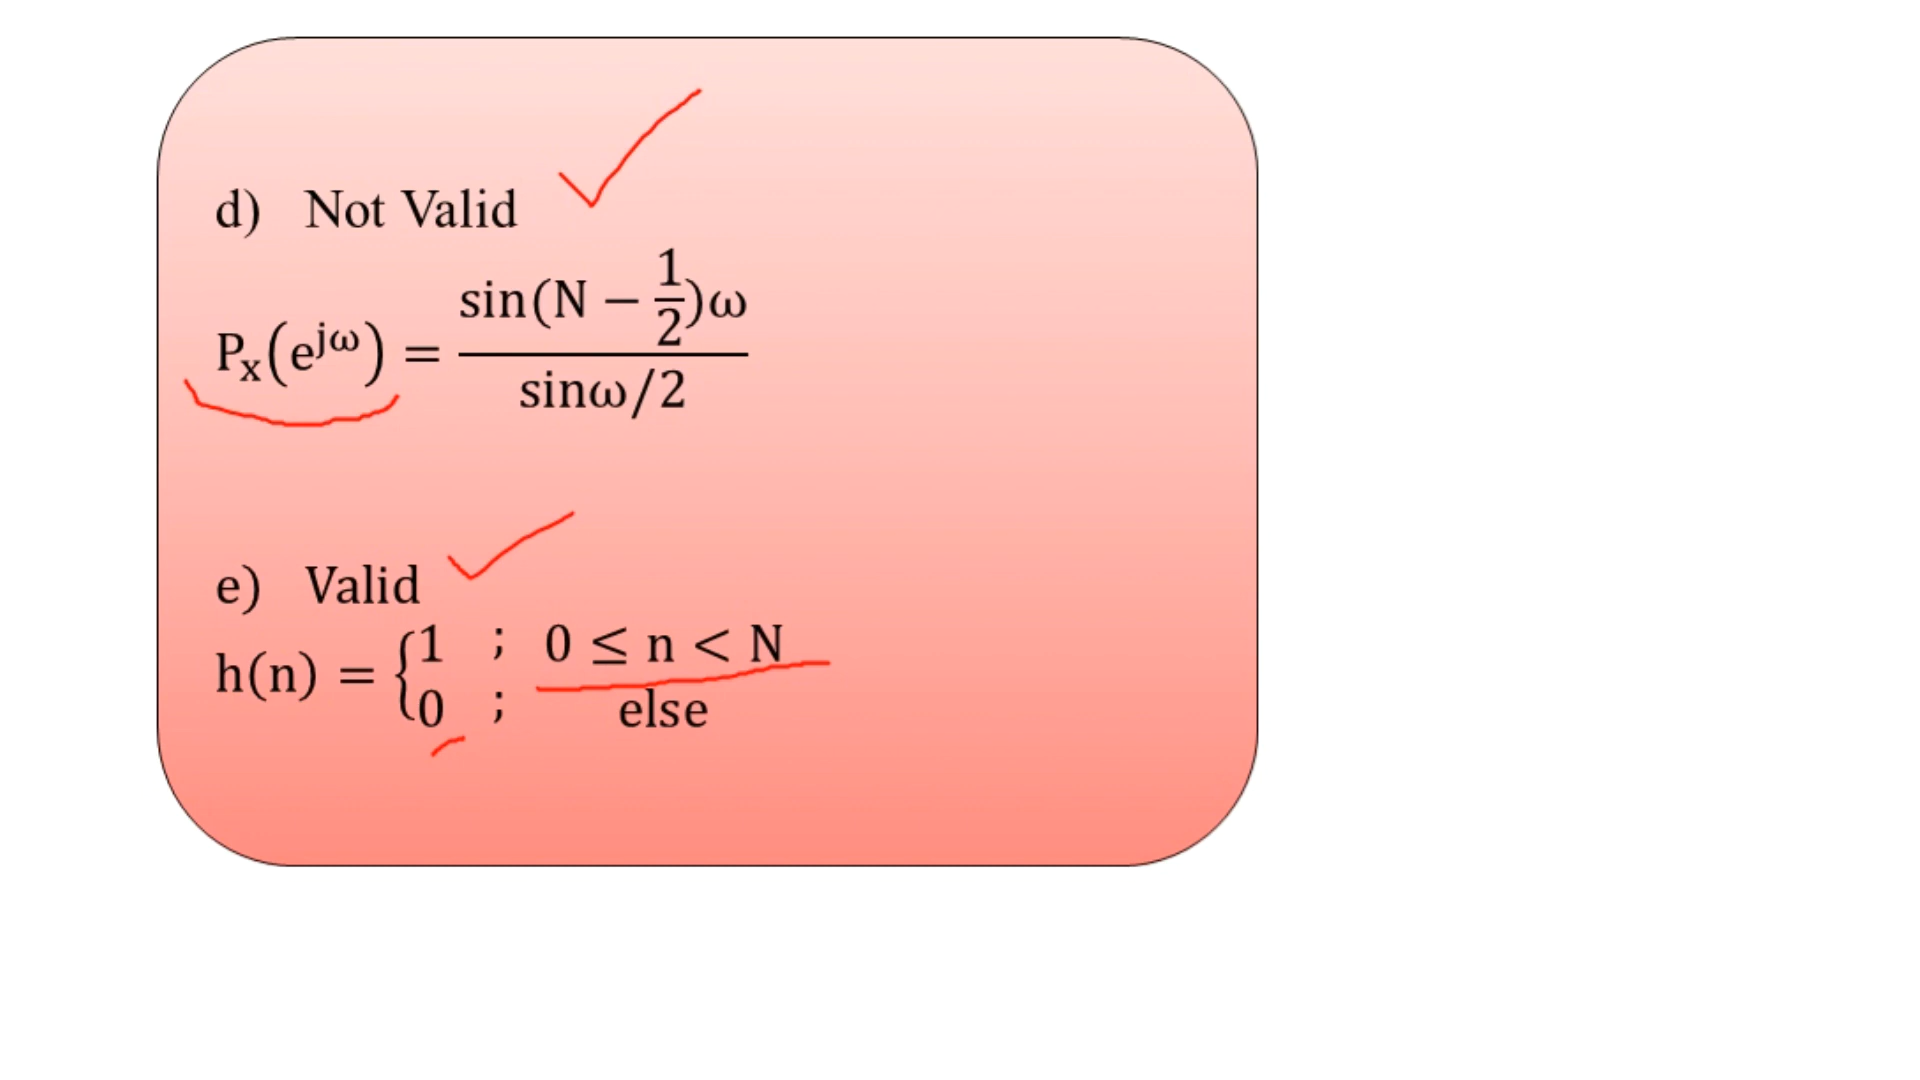 d) Not Valid
Pₓ(e^{jω}) = sin(N − 1/2)ω / sinω/2
e) Valid
h(n) = {1 ; 0 ≤ n < N
0 ; else